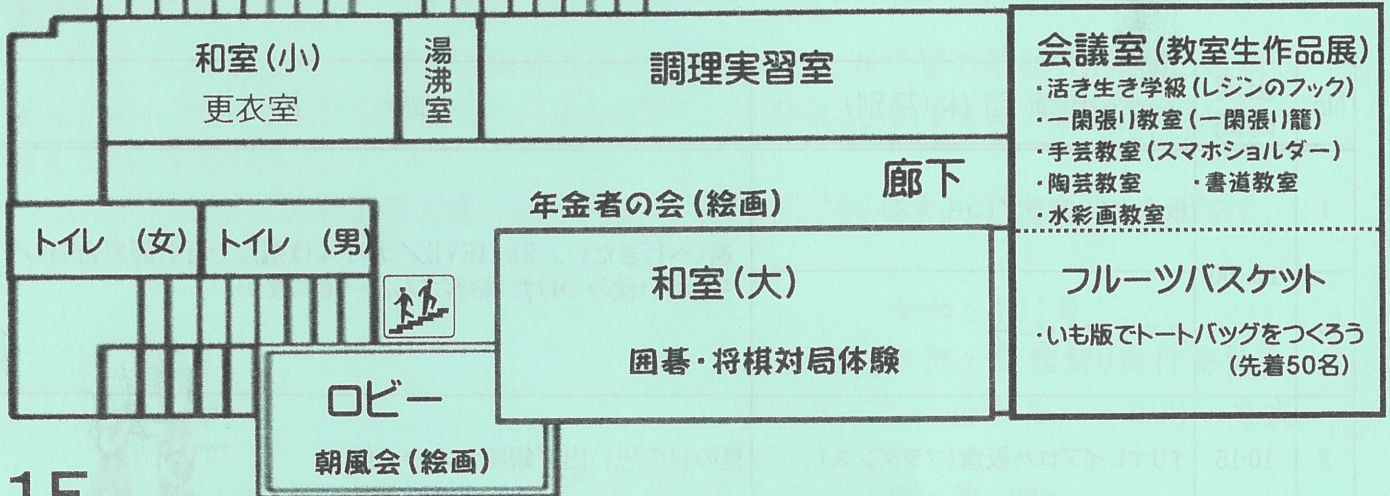 和室(小)
更衣室
湯沸室
調理実習室
会議室(教室生作品展)
・活き生き学級(レジンのフック)
・一閑張り教室(一閑張り籠)
・手芸教室(スマホショルダー)
・陶芸教室 ・書道教室
・水彩画教室
廊下
年金者の会(絵画)
トイレ (女)
トイレ (男)
和室(大)
囲碁・将棋対局体験
フルーツバスケット
・いも版でトートバッグをつくろう
(先着50名)
ロビー
朝風会(絵画)
1F